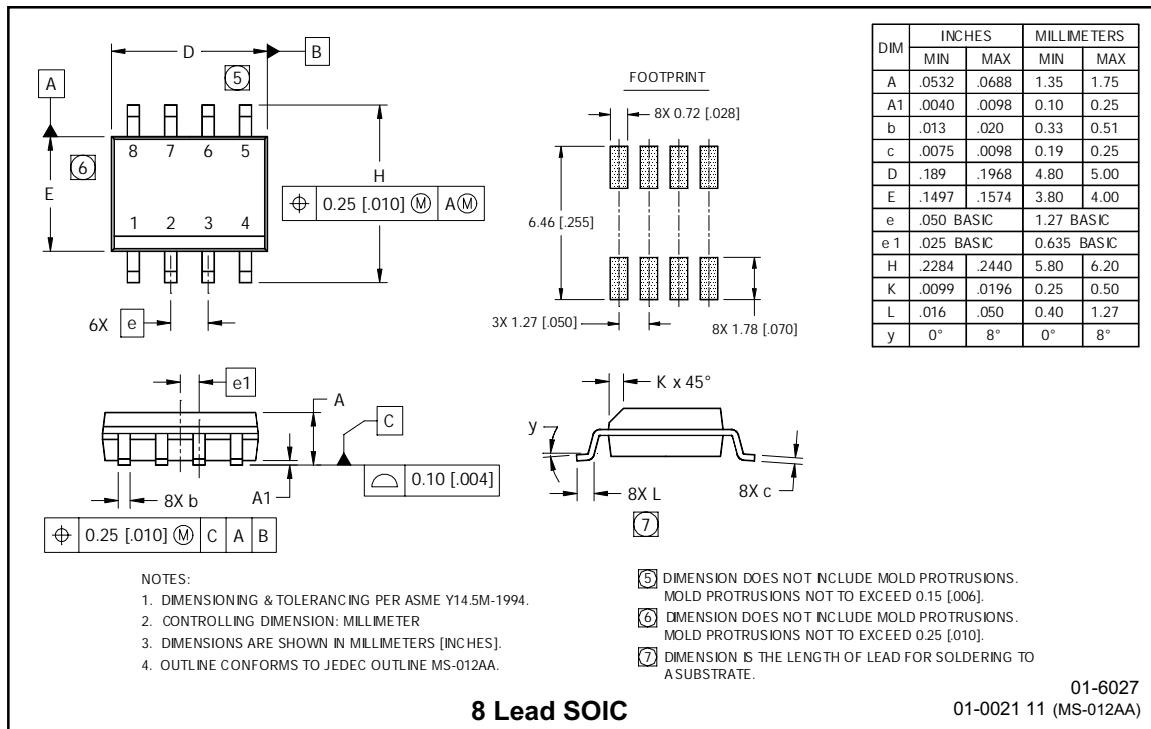 D
B
5
A
8 7 6 5
6
E
H
⌖ 0.25 [.010] Ⓜ AⓂ
1 2 3 4
6X e
FOOTPRINT
8X 0.72 [.028]
6.46 [.255]
3X 1.27 [.050]
8X 1.78 [.070]
DIM INCHES MILLIMETERS
MIN MAX MIN MAX
A .0532 .0688 1.35 1.75
A1 .0040 .0098 0.10 0.25
b .013 .020 0.33 0.51
c .0075 .0098 0.19 0.25
D .189 .1968 4.80 5.00
E .1497 .1574 3.80 4.00
e .050 BASIC 1.27 BASIC
e 1 .025 BASIC 0.635 BASIC
H .2284 .2440 5.80 6.20
K .0099 .0196 0.25 0.50
L .016 .050 0.40 1.27
y 0° 8° 0° 8°
e1
A
C
A1
0.10 [.004]
8X b
⌖ 0.25 [.010] Ⓜ C A B
K x 45°
y
8X L
8X c
7
NOTES:
1. DIMENSIONING & TOLERANCING PER ASME Y14.5M-1994.
2. CONTROLLING DIMENSION: MILLIMETER
3. DIMENSIONS ARE SHOWN IN MILLIMETERS [INCHES].
4. OUTLINE CONFORMS TO JEDEC OUTLINE MS-012AA.
5 DIMENSION DOES NOT INCLUDE MOLD PROTRUSIONS.
MOLD PROTRUSIONS NOT TO EXCEED 0.15 [.006].
6 DIMENSION DOES NOT INCLUDE MOLD PROTRUSIONS.
MOLD PROTRUSIONS NOT TO EXCEED 0.25 [.010].
7 DIMENSION IS THE LENGTH OF LEAD FOR SOLDERING TO
A SUBSTRATE.
8 Lead SOIC
01-6027
01-0021 11 (MS-012AA)